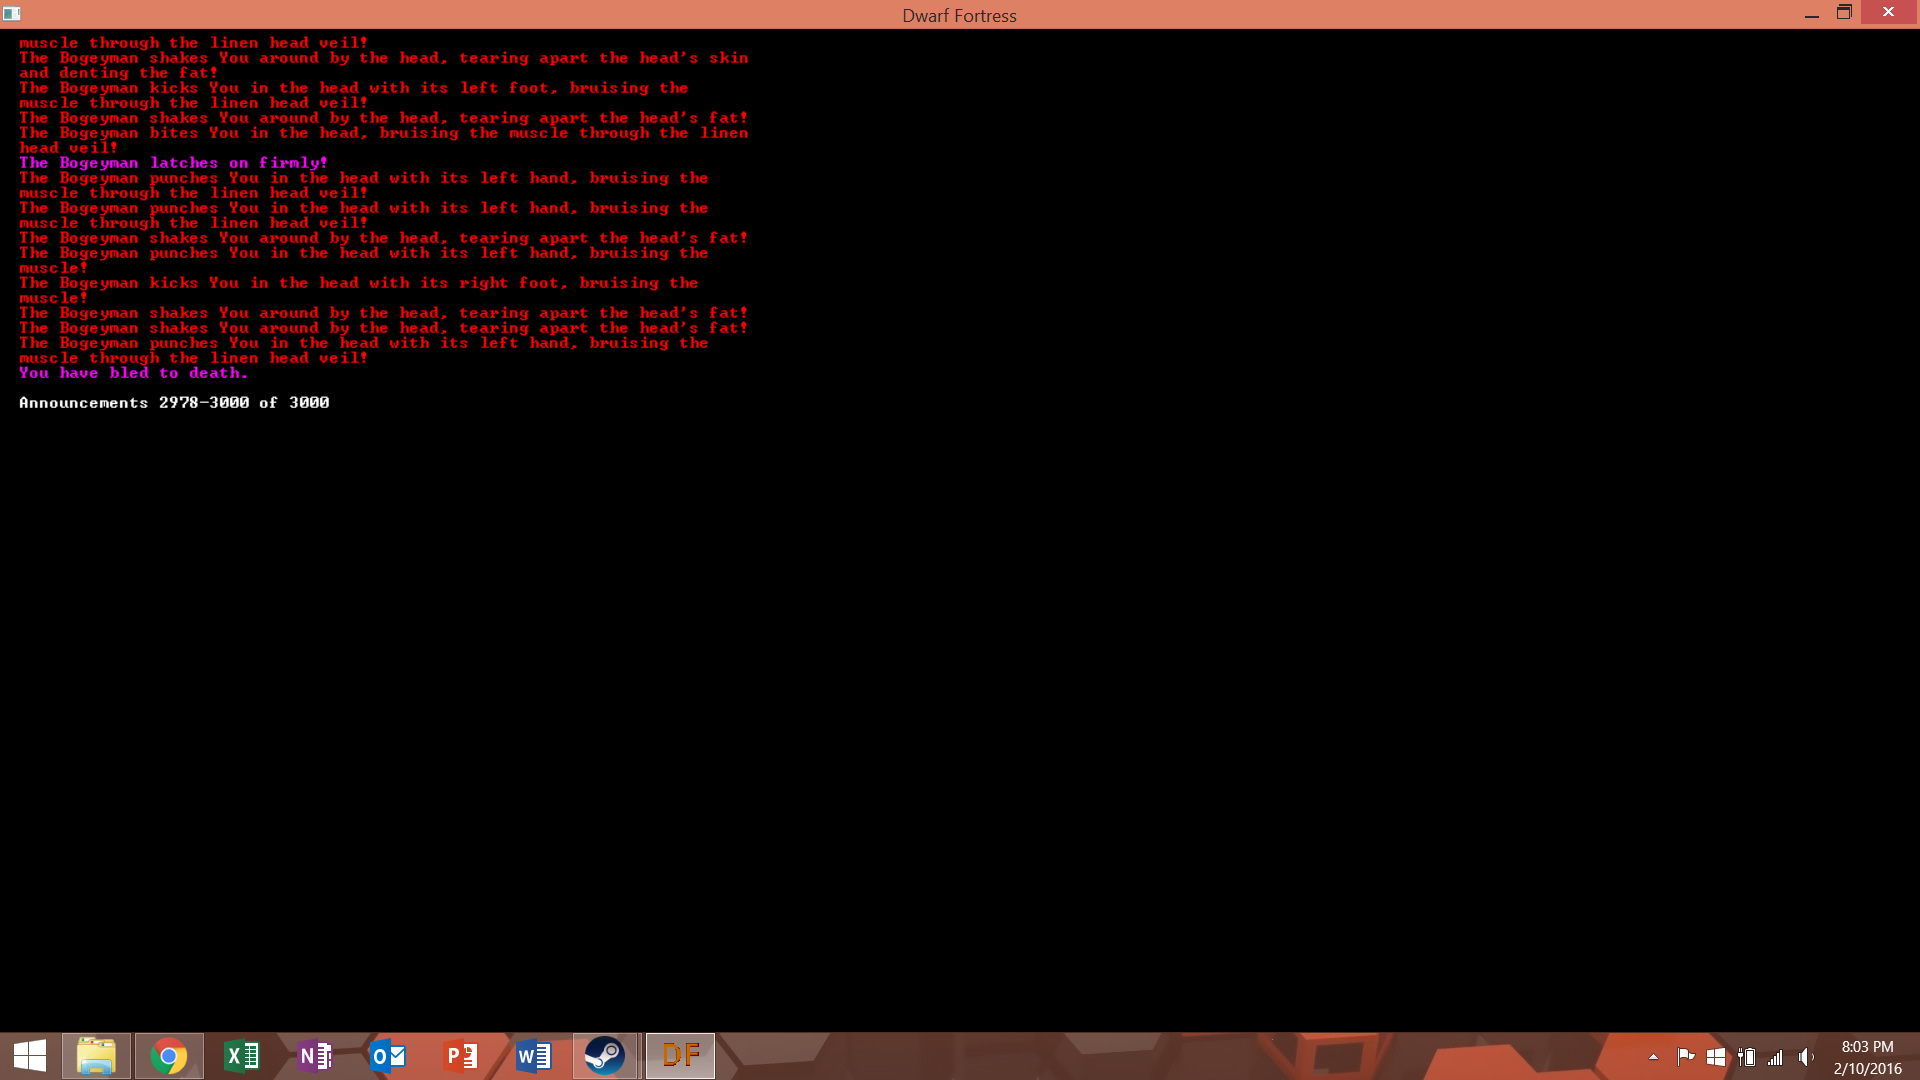 Dwarf Fortress
muscle through the linen head veil!
The Bogeyman shakes You around by the head, tearing apart the head's skin
and denting the fat!
The Bogeyman kicks You in the head with its left foot, bruising the
muscle through the linen head veil!
The Bogeyman shakes You around by the head, tearing apart the head's fat!
The Bogeyman bites You in the head, bruising the muscle through the linen
head veil!
The Bogeyman latches on firmly!
The Bogeyman punches You in the head with its left hand, bruising the
muscle through the linen head veil!
The Bogeyman punches You in the head with its left hand, bruising the
muscle through the linen head veil!
The Bogeyman shakes You around by the head, tearing apart the head's fat!
The Bogeyman punches You in the head with its left hand, bruising the
muscle!
The Bogeyman kicks You in the head with its right foot, bruising the
muscle!
The Bogeyman shakes You around by the head, tearing apart the head's fat!
The Bogeyman shakes You around by the head, tearing apart the head's fat!
The Bogeyman punches You in the head with its left hand, bruising the
muscle through the linen head veil!
You have bled to death.
Announcements 2978-3000 of 3000
X N O P W DF
8:03 PM
2/10/2016